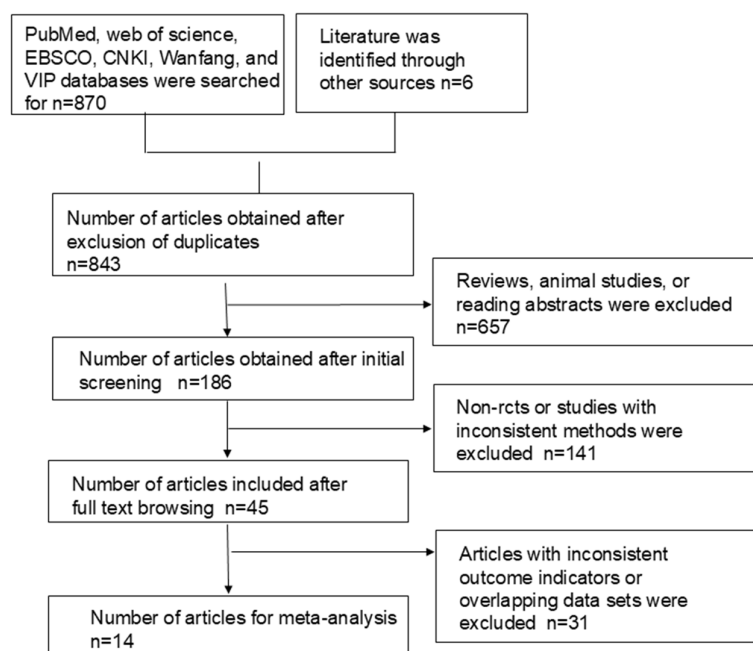 PubMed, web of science,
EBSCO, CNKI, Wanfang, and
VIP databases were searched
for n=870
Literature was
identified through
other sources n=6
Number of articles obtained after
exclusion of duplicates
n=843
Reviews, animal studies, or
reading abstracts were excluded
n=657
Number of articles obtained after initial
screening n=186
Non-rcts or studies with
inconsistent methods were
excluded n=141
Number of articles included after
full text browsing n=45
Articles with inconsistent
outcome indicators or
overlapping data sets were
excluded n=31
Number of articles for meta-analysis
n=14